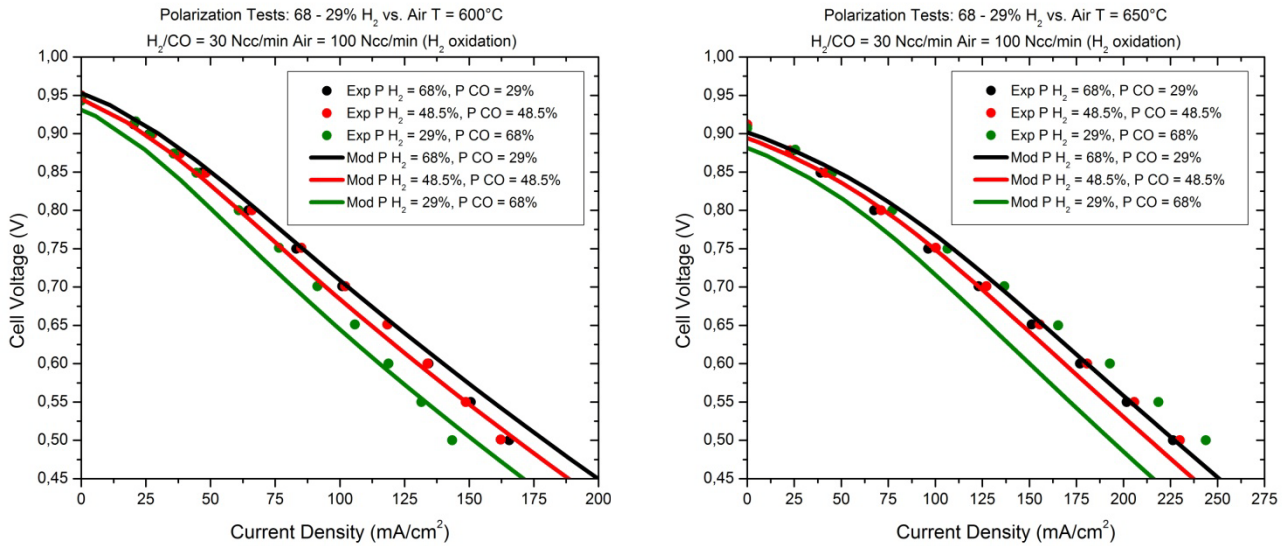 Polarization Tests: 68 - 29% H₂ vs. Air T = 600°C
H₂/CO = 30 Ncc/min Air = 100 Ncc/min (H₂ oxidation)
1,00
0,95
0,90
0,85
0,80
0,75
0,70
0,65
0,60
0,55
0,50
0,45
Cell Voltage (V)
Exp P H₂ = 68%, P CO = 29%
Exp P H₂ = 48.5%, P CO = 48.5%
Exp P H₂ = 29%, P CO = 68%
Mod P H₂ = 68%, P CO = 29%
Mod P H₂ = 48.5%, P CO = 48.5%
Mod P H₂ = 29%, P CO = 68%
0 25 50 75 100 125 150 175 200
Current Density (mA/cm²)
Polarization Tests: 68 - 29% H₂ vs. Air T = 650°C
H₂/CO = 30 Ncc/min Air = 100 Ncc/min (H₂ oxidation)
1,00
0,95
0,90
0,85
0,80
0,75
0,70
0,65
0,60
0,55
0,50
0,45
Cell Voltage (V)
Exp P H₂ = 68%, P CO = 29%
Exp P H₂ = 48.5%, P CO = 48.5%
Exp P H₂ = 29%, P CO = 68%
Mod P H₂ = 68%, P CO = 29%
Mod P H₂ = 48.5%, P CO = 48.5%
Mod P H₂ = 29%, P CO = 68%
0 25 50 75 100 125 150 175 200 225 250 275
Current Density (mA/cm²)